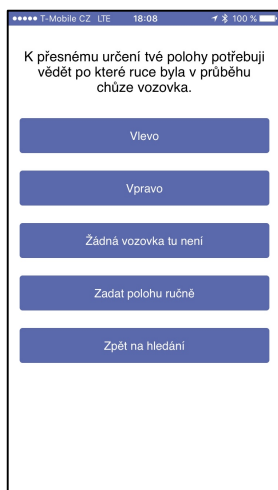 T-Mobile CZ LTE 18:08 100 %
K přesnému určení tvé polohy potřebuji
vědět po které ruce byla v průběhu
chůze vozovka.
Vlevo
Vpravo
Žádná vozovka tu není
Zadat polohu ručně
Zpět na hledání